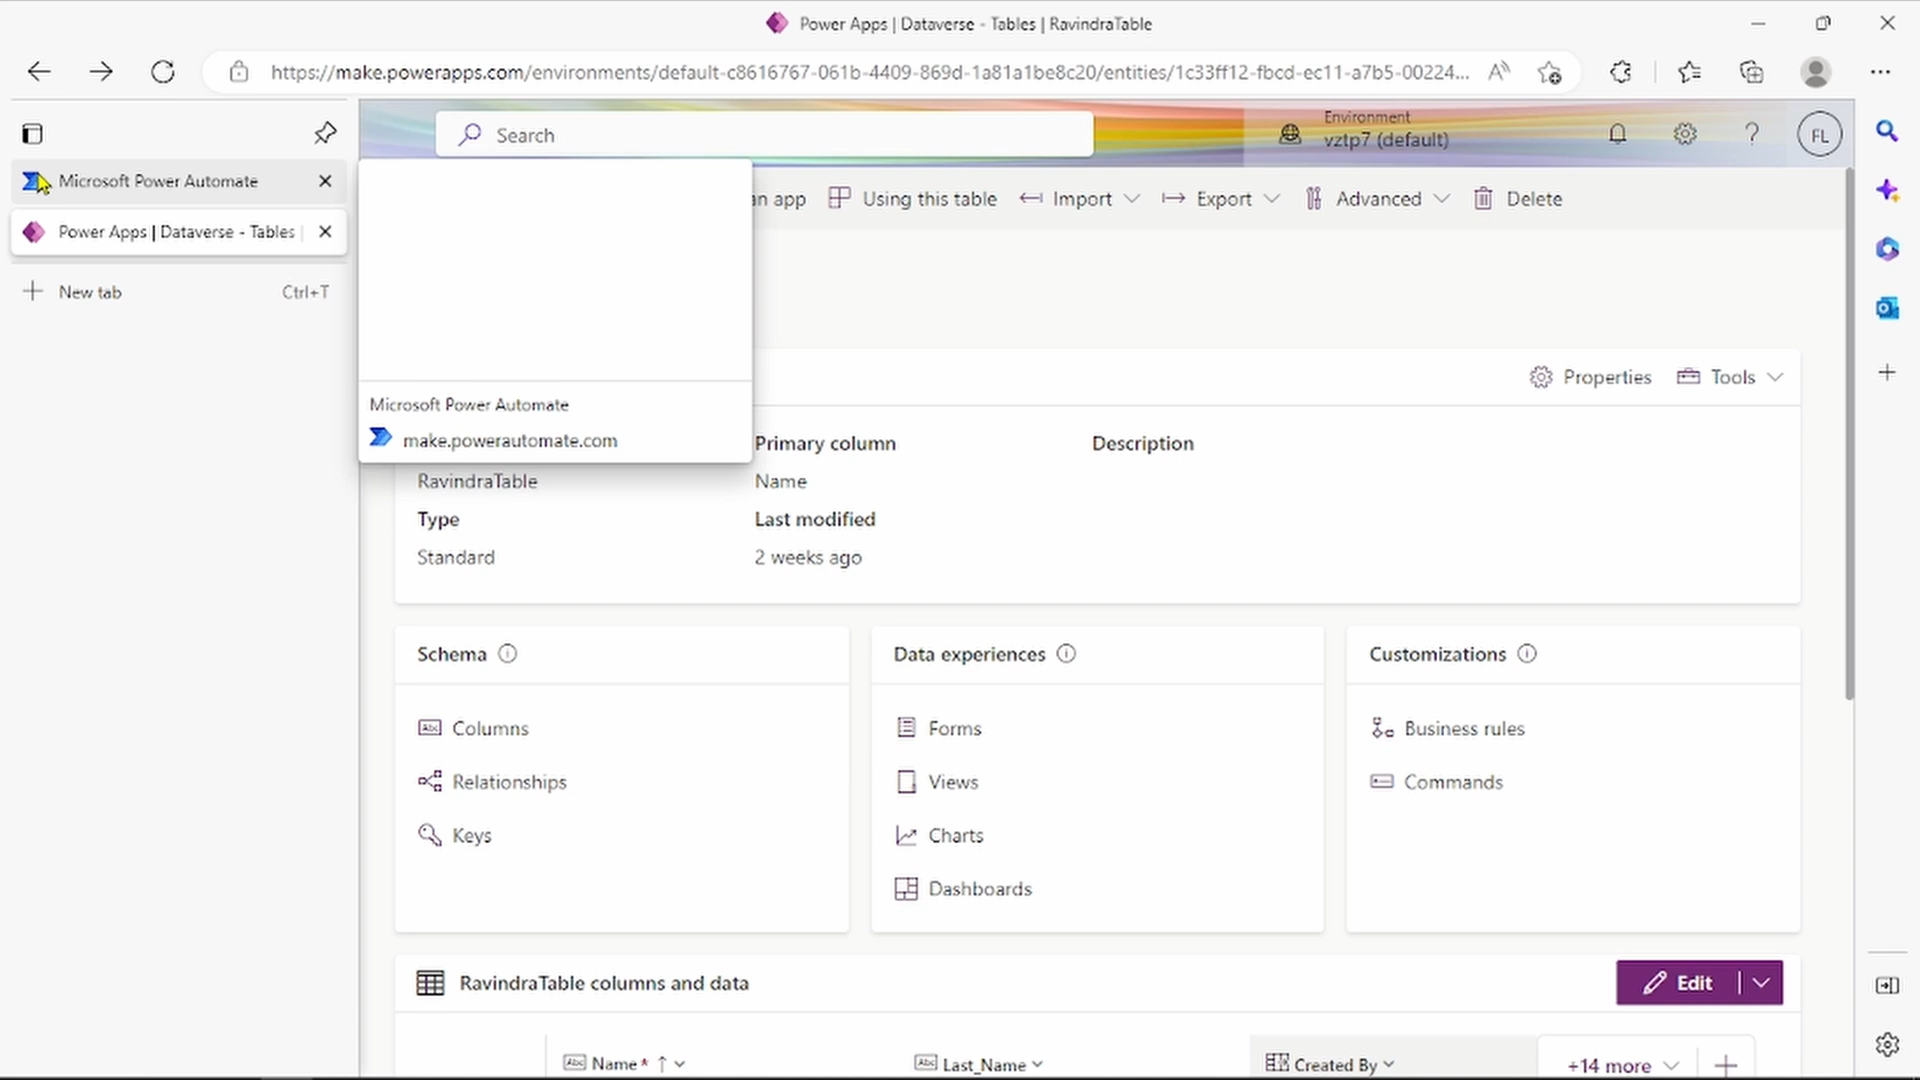 Power Apps | Dataverse - Tables | RavindraTable
https://make.powerapps.com/environments/default-c8616767-061b-4409-869d-1a81a1be8c20/entities/1c33ff12-fbcd-ec11-a7b5-00224...
Search
Environment
vztp7 (default)
FL
Microsoft Power Automate
Power Apps | Dataverse - Tables |
New tab Ctrl+T
an app Using this table Import Export Advanced Delete
Microsoft Power Automate
make.powerautomate.com
Properties Tools
Primary column Description
RavindraTable Name
Type Last modified
Standard 2 weeks ago
Schema
Columns
Relationships
Keys
Data experiences
Forms
Views
Charts
Dashboards
Customizations
Business rules
Commands
RavindraTable columns and data
Edit
Abc Name * ↑ Abc Last_Name Created By +14 more